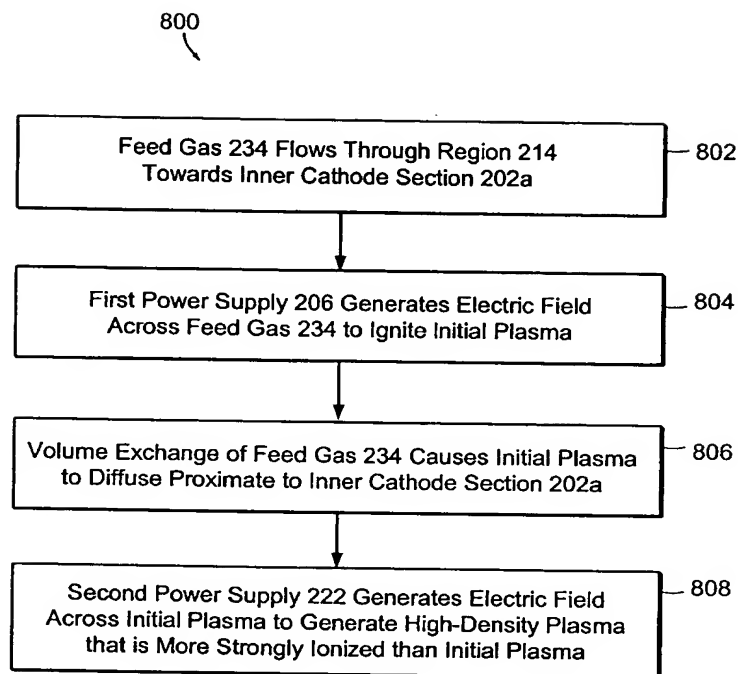 800
Feed Gas 234 Flows Through Region 214
Towards Inner Cathode Section 202a
802
First Power Supply 206 Generates Electric Field
Across Feed Gas 234 to Ignite Initial Plasma
804
Volume Exchange of Feed Gas 234 Causes Initial Plasma
to Diffuse Proximate to Inner Cathode Section 202a
806
Second Power Supply 222 Generates Electric Field
Across Initial Plasma to Generate High-Density Plasma
that is More Strongly Ionized than Initial Plasma
808